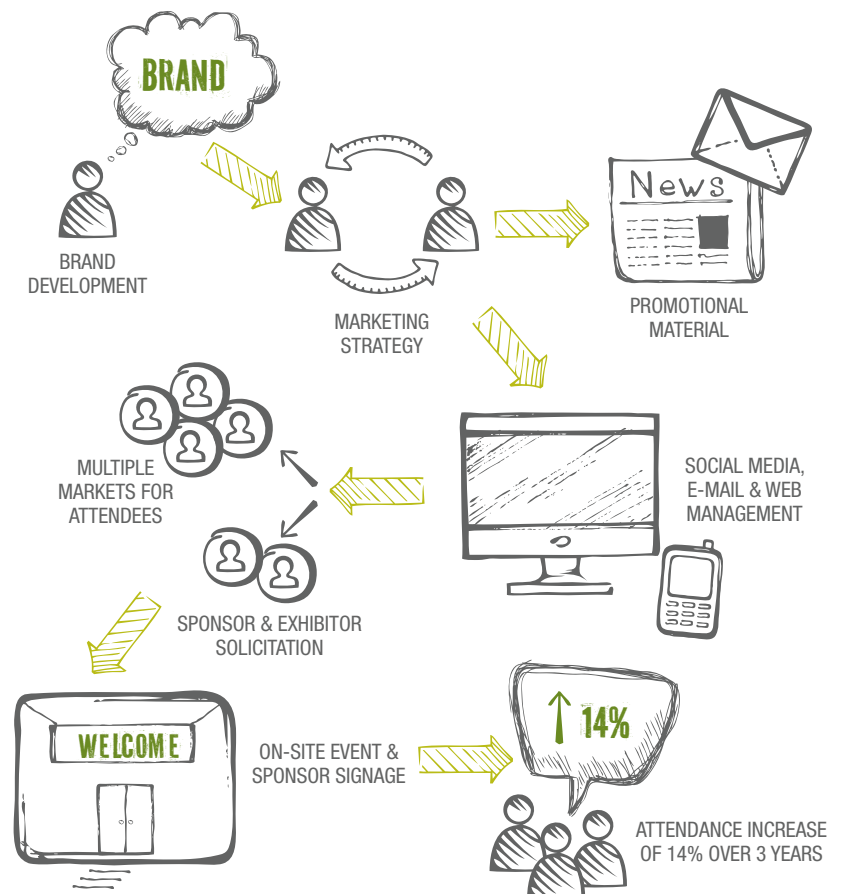 BRAND
BRAND
DEVELOPMENT
MARKETING
STRATEGY
News
PROMOTIONAL
MATERIAL
SOCIAL MEDIA,
E-MAIL & WEB
MANAGEMENT
MULTIPLE
MARKETS FOR
ATTENDEES
SPONSOR & EXHIBITOR
SOLICITATION
WELCOME
ON-SITE EVENT &
SPONSOR SIGNAGE
14%
ATTENDANCE INCREASE
OF 14% OVER 3 YEARS